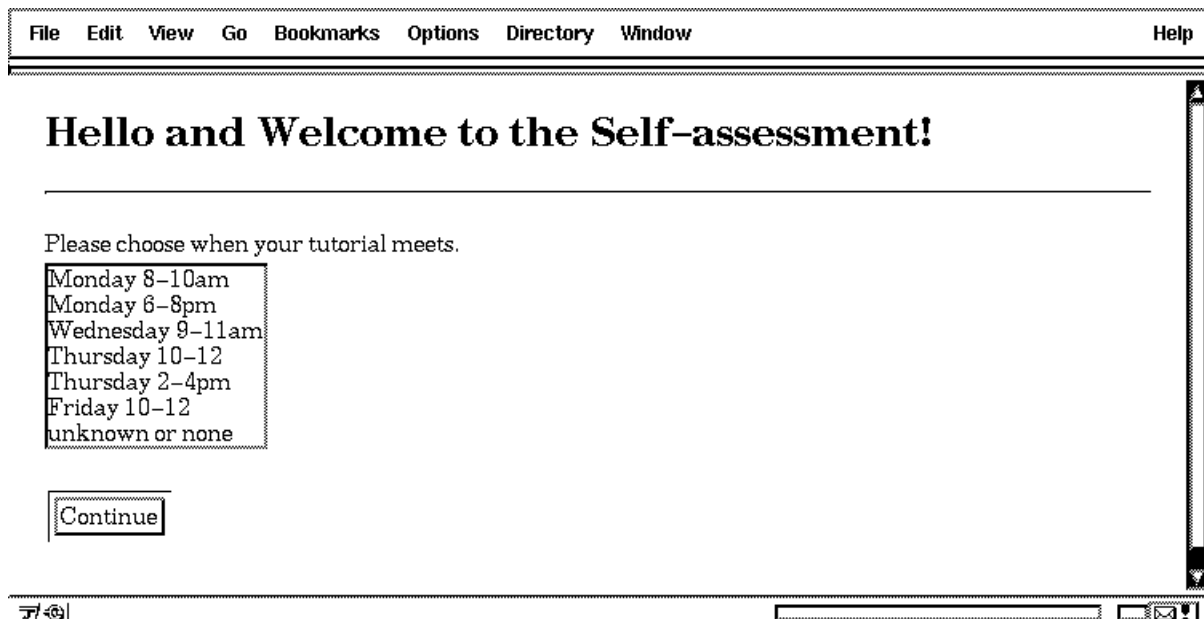 File Edit View Go Bookmarks Options Directory Window Help
Hello and Welcome to the Self-assessment!
Please choose when your tutorial meets.
Monday 8-10am
Monday 6-8pm
Wednesday 9-11am
Thursday 10-12
Thursday 2-4pm
Friday 10-12
unknown or none
Continue